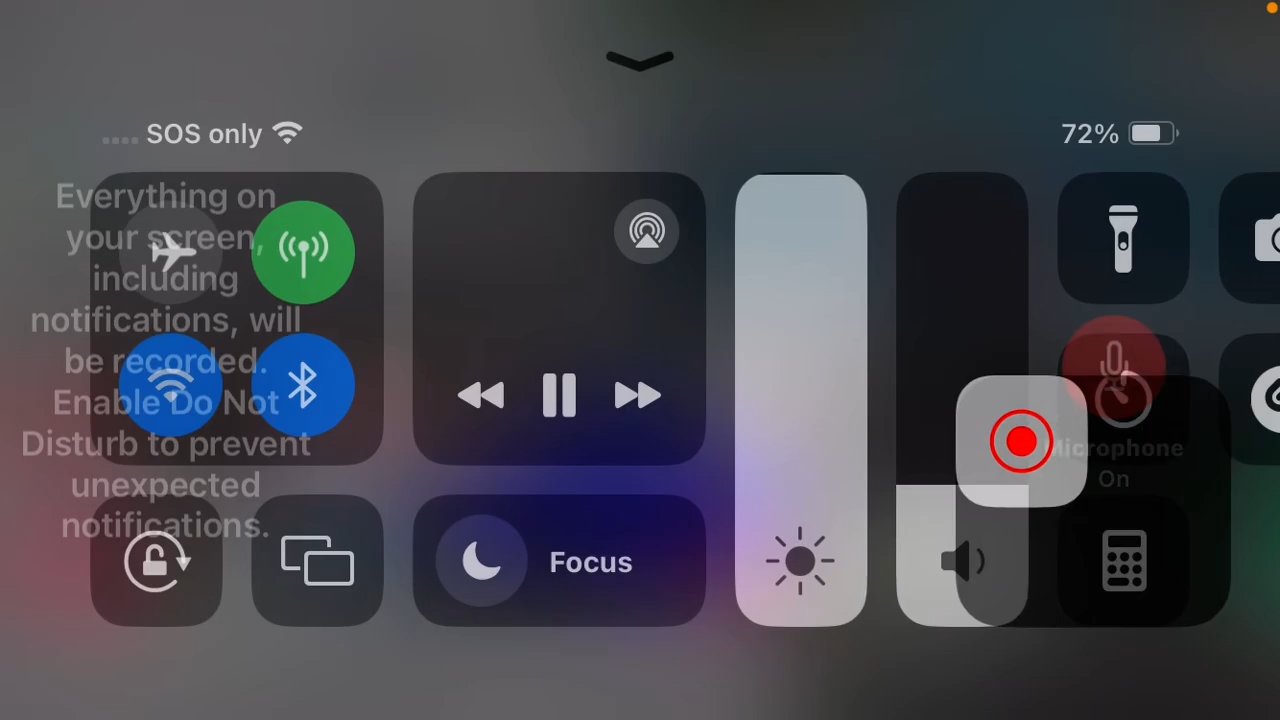 SOS only
72%
Everything on
your screen,
including
notifications, will
be recorded.
Enable Do Not
Disturb to prevent
unexpected
notifications.
Focus
Microphone
On